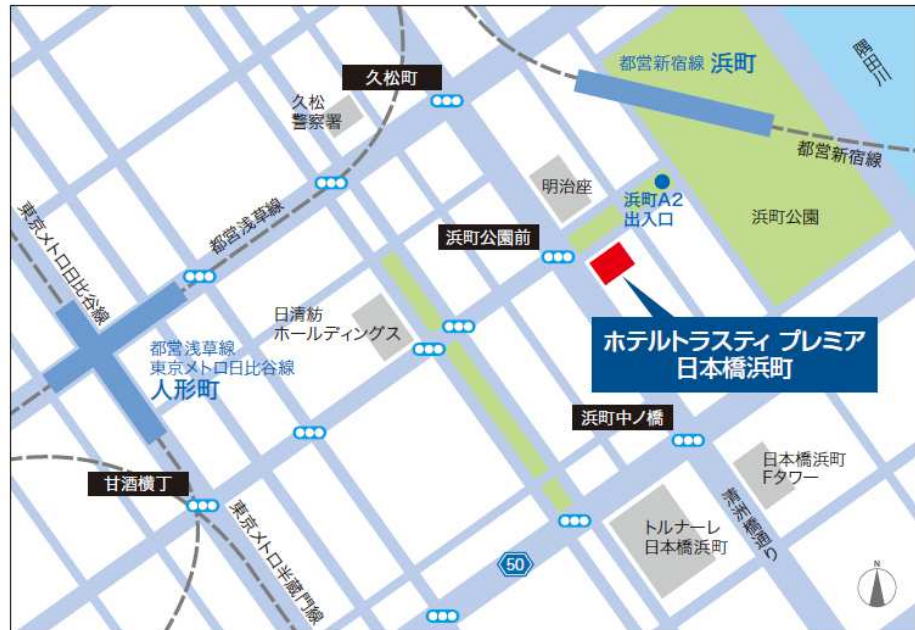 久松町
久松
警察署
都営新宿線 浜町
隅田川
都営新宿線
明治座
浜町A2
出入口
浜町公園
浜町公園前
都営浅草線
東京メトロ日比谷線
日清紡
ホールディングス
ホテルトラスティ プレミア
日本橋浜町
都営浅草線
東京メトロ日比谷線
人形町
浜町中ノ橋
日本橋浜町
Fタワー
甘酒横丁
東京メトロ半蔵門線
トルナーレ
日本橋浜町
清洲橋通り
50
N